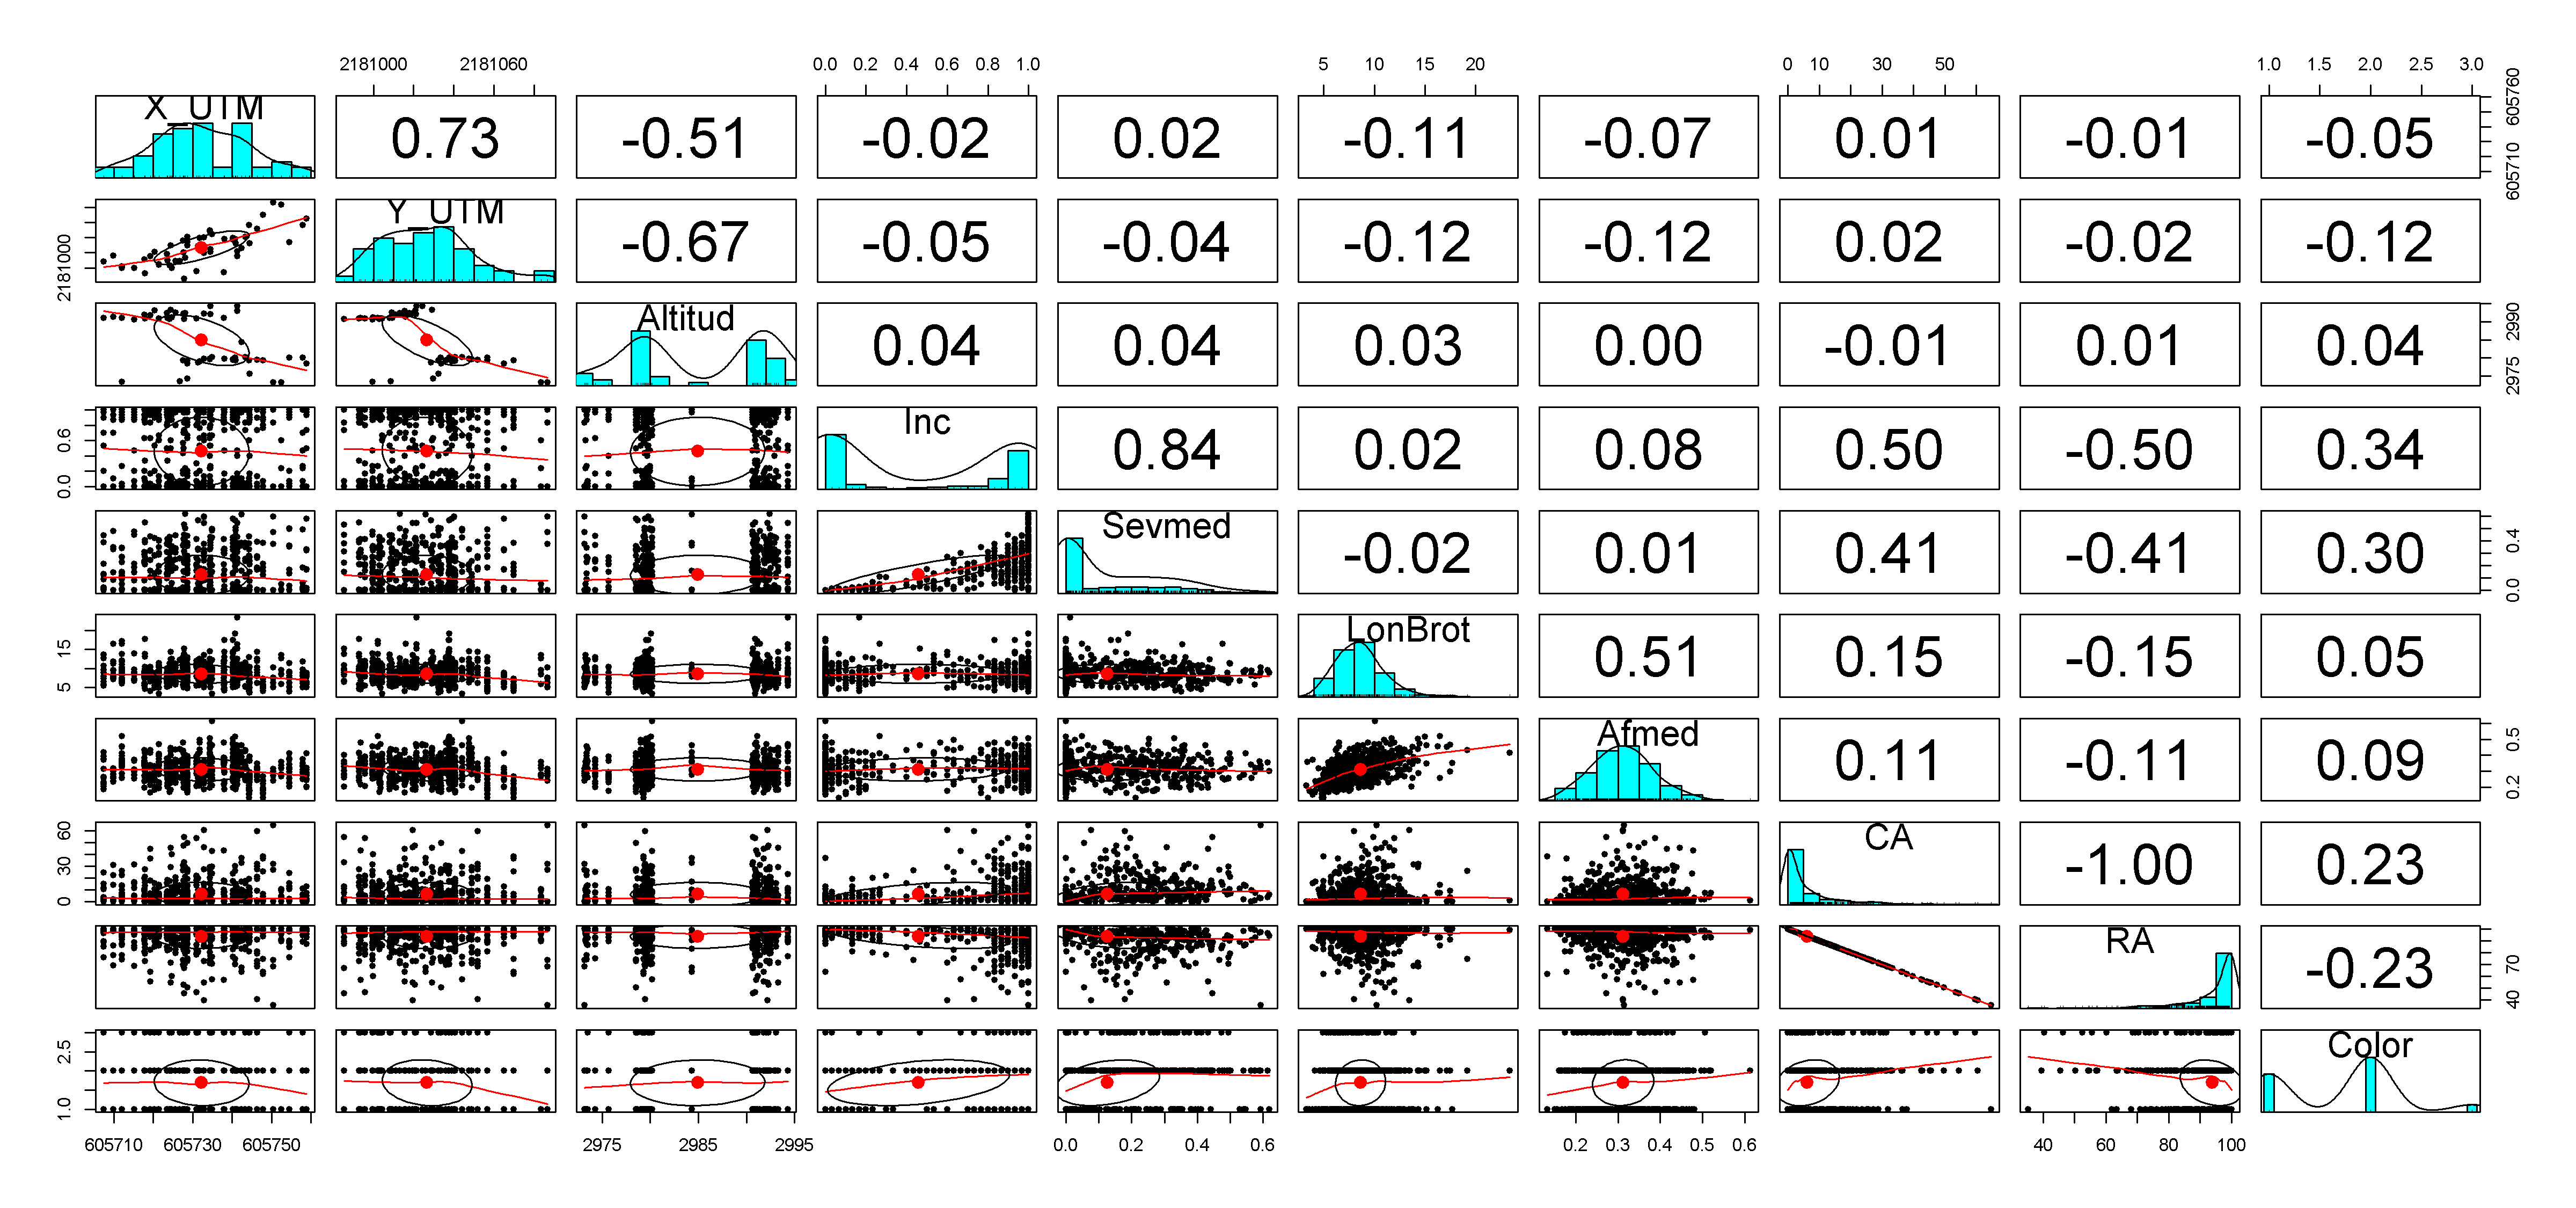 2181000 2181060 0.0 0.2 0.4 0.6 0.8 1.0 5 10 15 20 0 10 30 50 1.0 1.5 2.0 2.5 3.0
X_UTM 0.73 -0.51 -0.02 0.02 -0.11 -0.07 0.01 -0.01 -0.05 605710 605760
2181000 Y_UTM -0.67 -0.05 -0.04 -0.12 -0.12 0.02 -0.02 -0.12
Altitud 0.04 0.04 0.03 0.00 -0.01 0.01 0.04 2975 2990
0.0 0.6 Inc 0.84 0.02 0.08 0.50 -0.50 0.34
Sevmed -0.02 0.01 0.41 -0.41 0.30 0.0 0.4
5 15 LonBrot 0.51 0.15 -0.15 0.05
Afmed 0.11 -0.11 0.09 0.2 0.5
0 30 60 CA -1.00 0.23
RA -0.23 40 70
1.0 2.5 Color
605710 605730 605750 2975 2985 2995 0.0 0.2 0.4 0.6 0.2 0.3 0.4 0.5 0.6 40 60 80 100